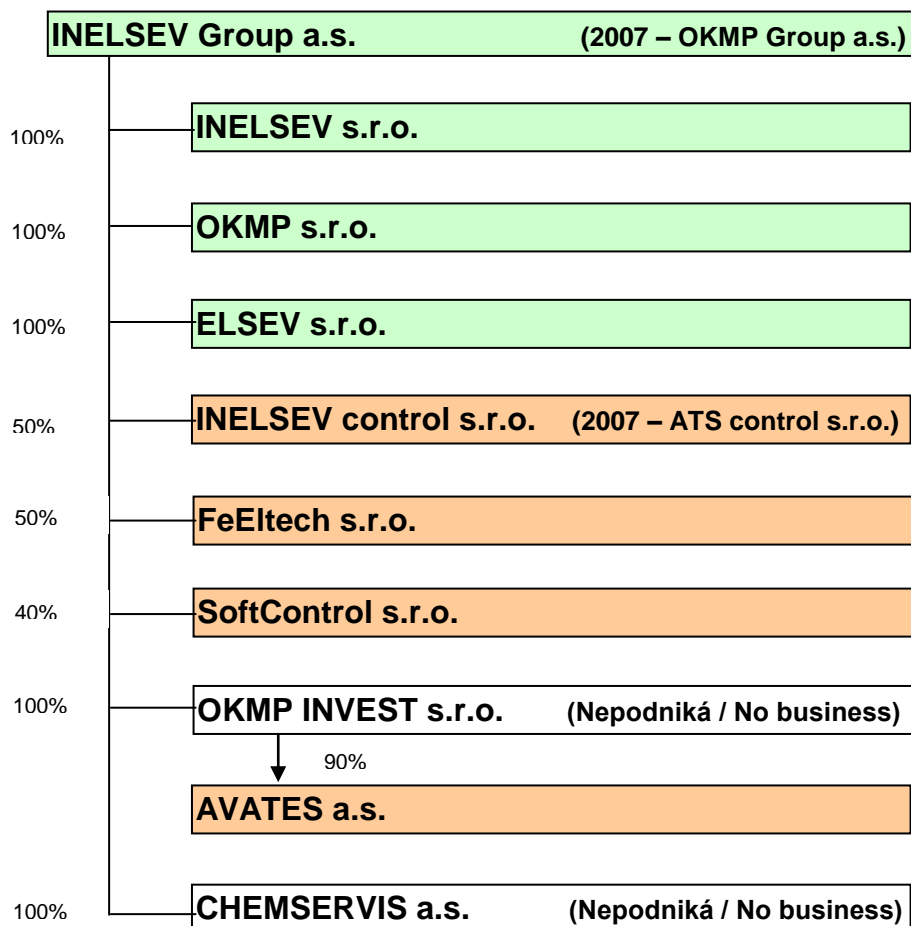 INELSEV Group a.s. (2007 – OKMP Group a.s.)
100% INELSEV s.r.o.
100% OKMP s.r.o.
100% ELSEV s.r.o.
50% INELSEV control s.r.o. (2007 – ATS control s.r.o.)
50% FeEltech s.r.o.
40% SoftControl s.r.o.
100% OKMP INVEST s.r.o. (Nepodniká / No business)
90%
AVATES a.s.
100% CHEMSERVIS a.s. (Nepodniká / No business)